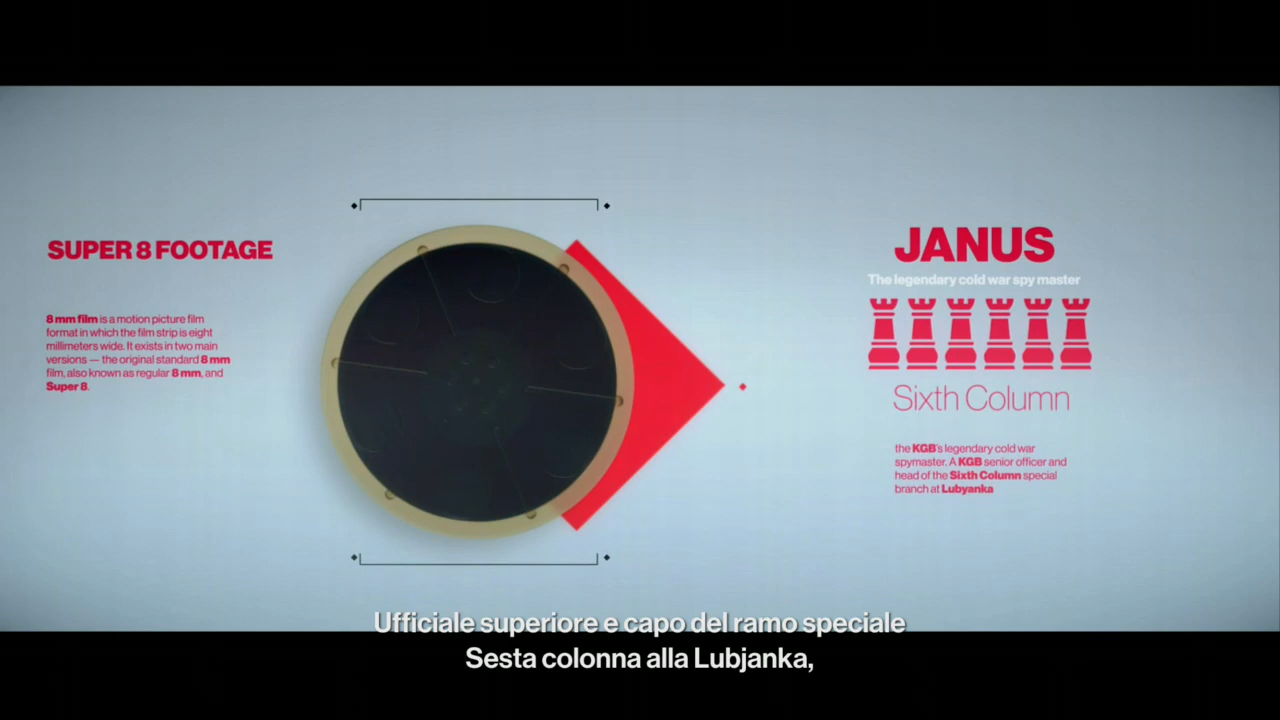 SUPER 8 FOOTAGE
8 mm film is a motion picture film
format in which the film strip is eight
millimeters wide. It exists in two main
versions — the original standard 8 mm
film, also known as regular 8 mm, and
Super 8.
JANUS
The legendary cold war spy master
Sixth Column
the KGB's legendary cold war
spymaster. A KGB senior officer and
head of the Sixth Column special
branch at Lubyanka
Ufficiale superiore e capo del ramo speciale
Sesta colonna alla Lubjanka,